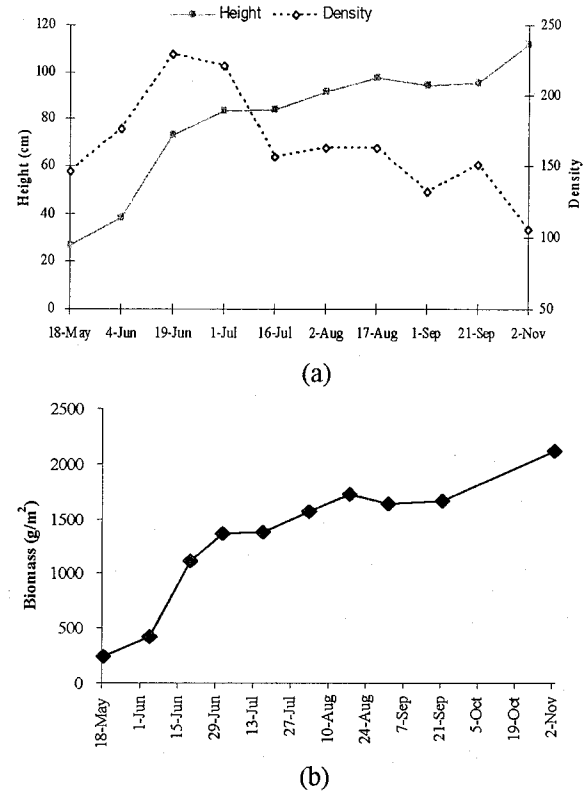 Height Density
120
100
80
60
40
20
0
Height (cm)
250
200
150
100
50
Density
18-May 4-Jun 19-Jun 1-Jul 16-Jul 2-Aug 17-Aug 1-Sep 21-Sep 2-Nov
(a)
2500
2000
1500
1000
500
0
Biomass (g/m²)
18-May 1-Jun 15-Jun 29-Jun 13-Jul 27-Jul 10-Aug 24-Aug 7-Sep 21-Sep 5-Oct 19-Oct 2-Nov
(b)